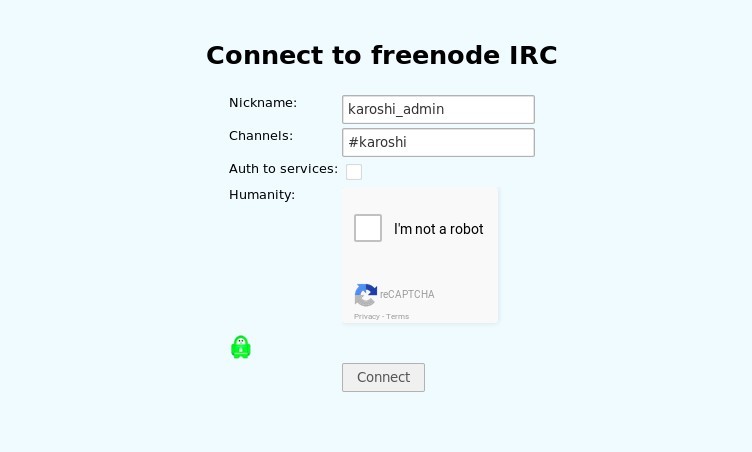 Connect to freenode IRC
Nickname: karoshi_admin
Channels: #karoshi
Auth to services:
Humanity:
I'm not a robot
reCAPTCHA
Privacy - Terms
Connect